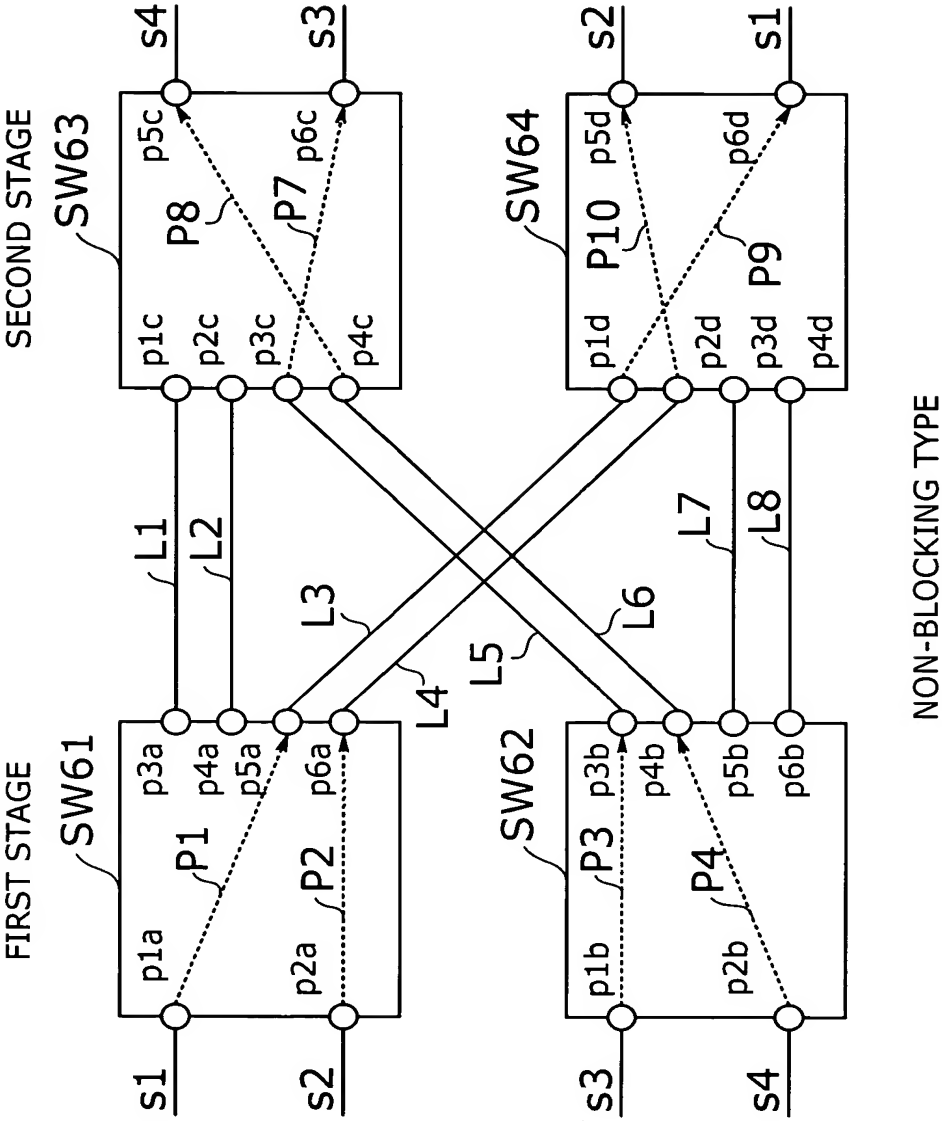 FIRST STAGE
SECOND STAGE
SW61
SW63
s1
p1a
p3a
L1
p1c
p5c
s4
P1
p4a
L2
p2c
P8
p5a
p3c
P7
s2
p2a
P2
p6a
L3
p4c
p6c
s3
L4
L5
L6
SW62
SW64
s3
p1b
P3
p3b
p1d
P10
p5d
s2
p4b
p2d
P4
p5b
L7
p3d
P9
s4
p2b
p6b
L8
p4d
p6d
s1
NON-BLOCKING TYPE